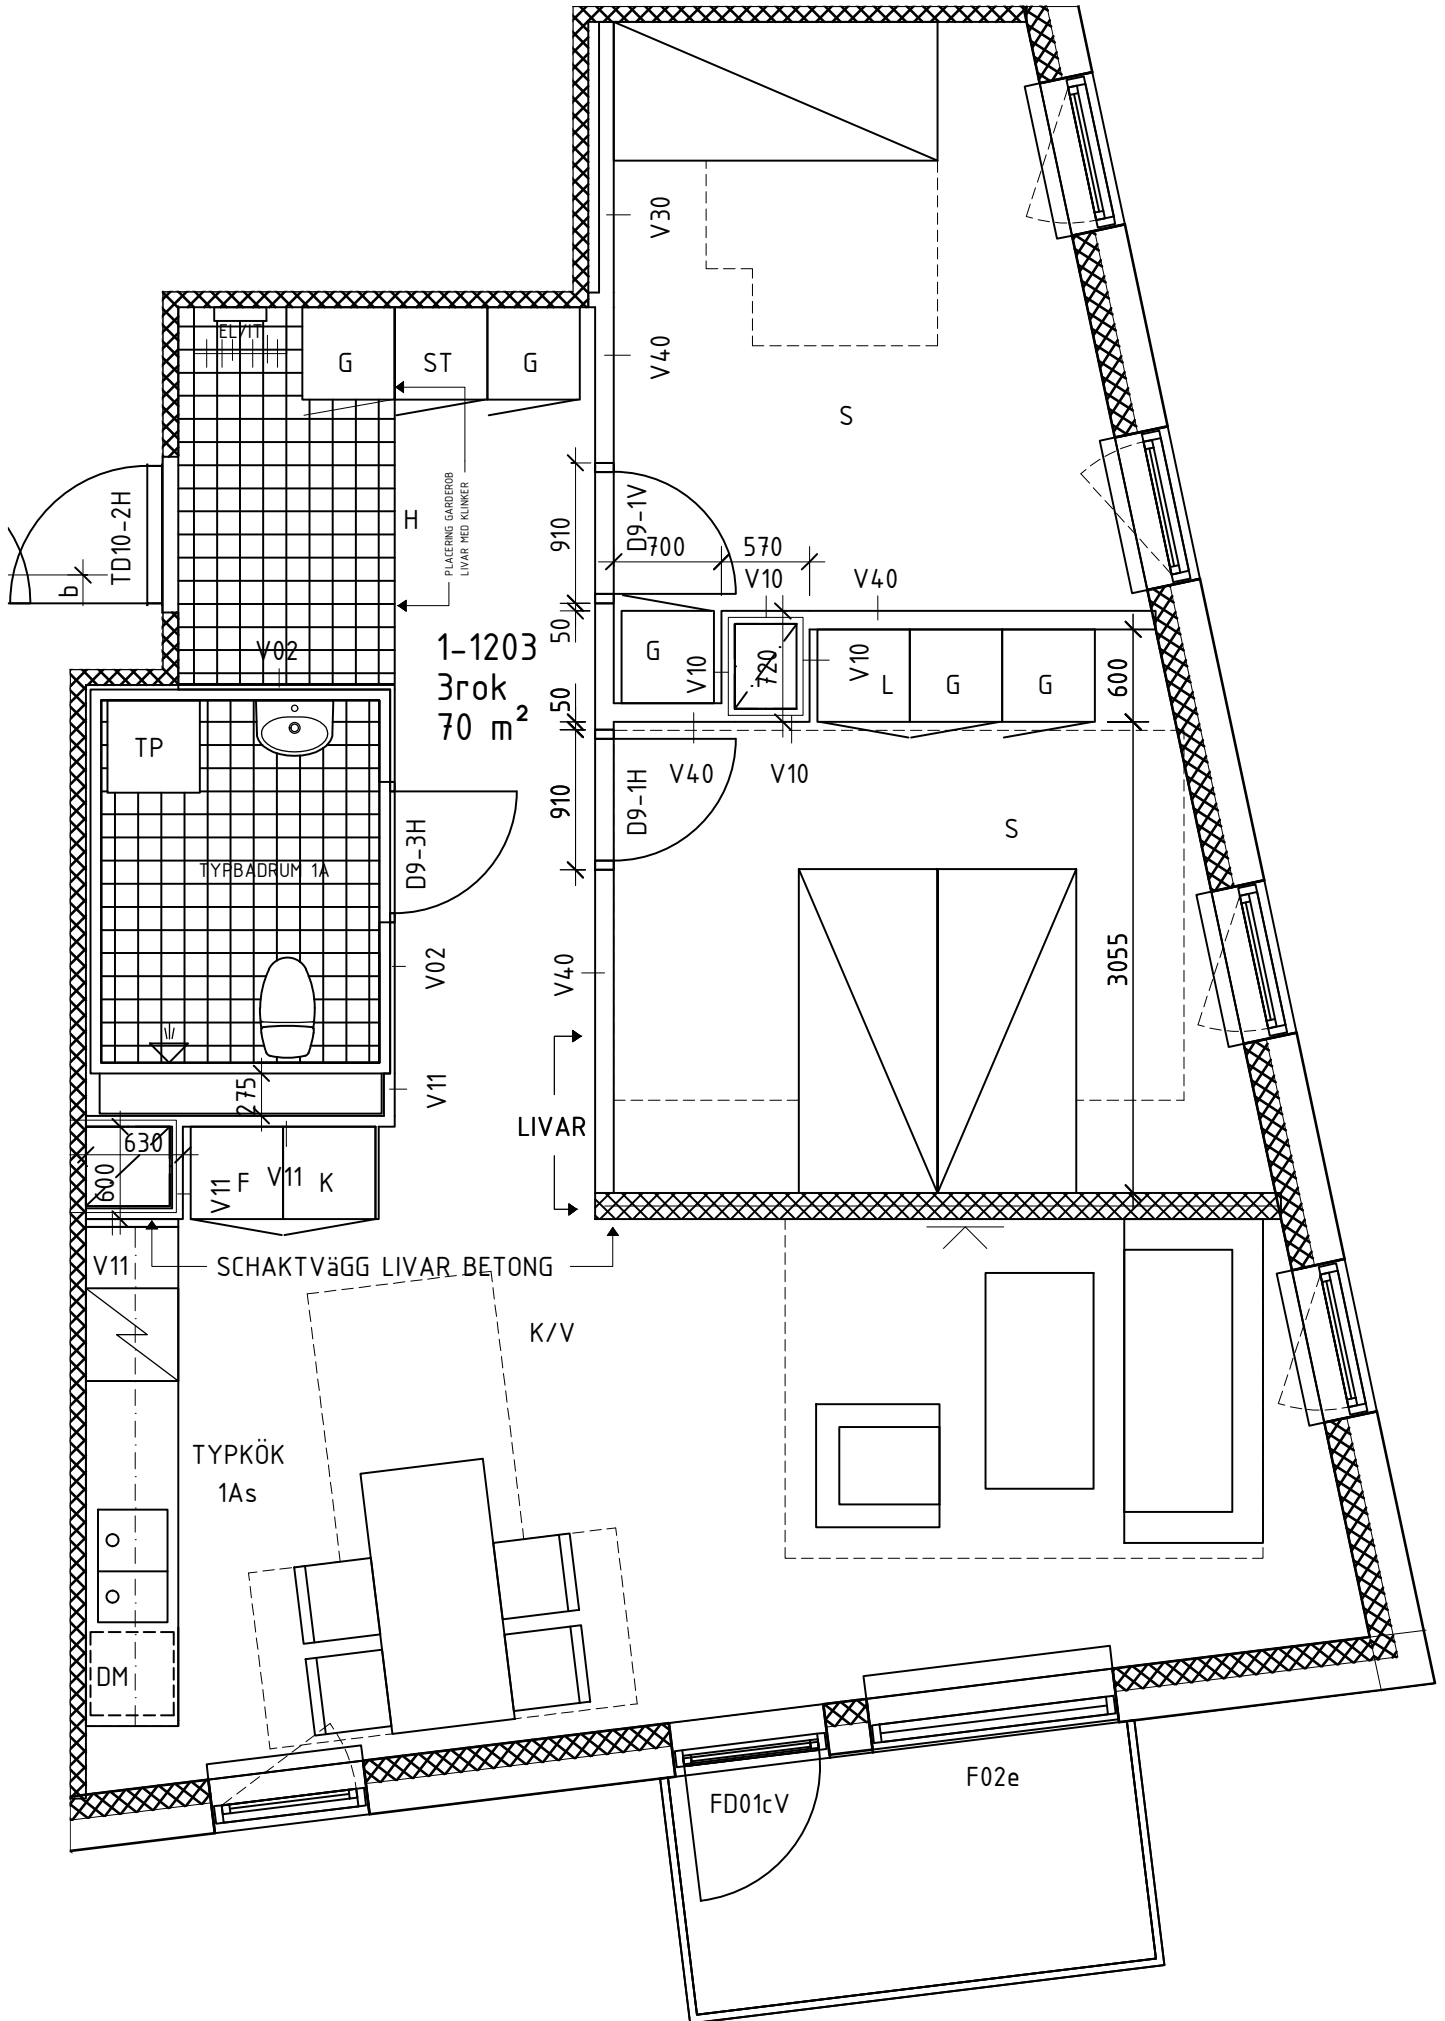 V30
ELVIT
G
ST
G
V40
S
PLACERING GARDEROB
LIVAR MED KLINKER
H
TD10-2H
b
910
D9-1V
700
570
V10
V40
V02
1-1203
3rok
70 m²
50
50
G
V10
720
V10
L
G
G
600
TP
V40
V10
910
D9-1H
D9-3H
S
TYPBADRUM 1A
V02
V40
3055
275
V11
LIVAR
630
600
V11
F
V11
K
V11
SCHAKTVäGG LIVAR BETONG
K/V
TYPKÖK
1As
DM
FD01cV
F02e